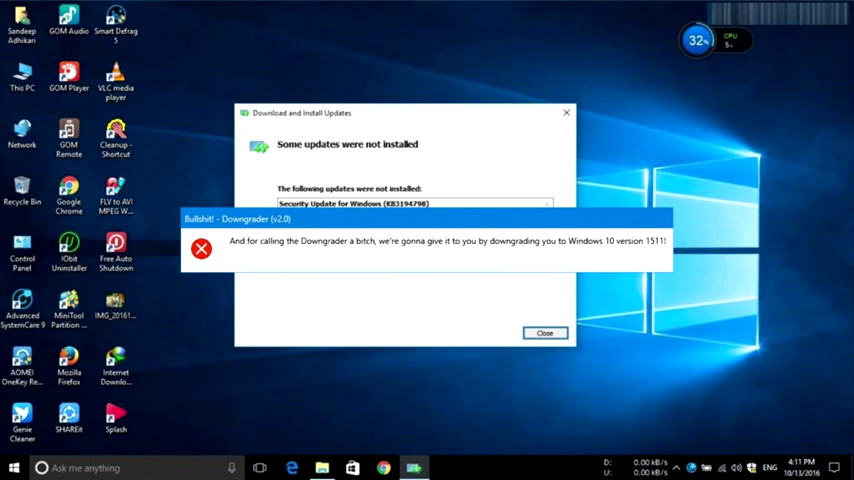 Sandeep
Adhikari
GOM Audio
Smart Defrag
5
This PC
GOM Player
VLC media
player
Network
GOM
Remote
Cleanup -
Shortcut
Recycle Bin
Google
Chrome
FLV to AVI
MPEG W...
Control
Panel
IObit
Uninstaller
Free Auto
Shutdown
Advanced
SystemCare 9
MiniTool
Partition ...
IMG_20161...
AOMEI
OneKey Re...
Mozilla
Firefox
Internet
Downlo...
Genie
Cleaner
SHAREit
Splash
32%
CPU
5%
Download and Install Updates
Some updates were not installed
The following updates were not installed:
Security Update for Windows (KB3194798)
Bullshit! - Downgrader (v2.0)
And for calling the Downgrader a bitch, we're gonna give it to you by downgrading you to Windows 10 version 1511!
Close
Ask me anything
D: 0.00 kB/s
U: 0.00 kB/s
ENG
4:11 PM
10/13/2016